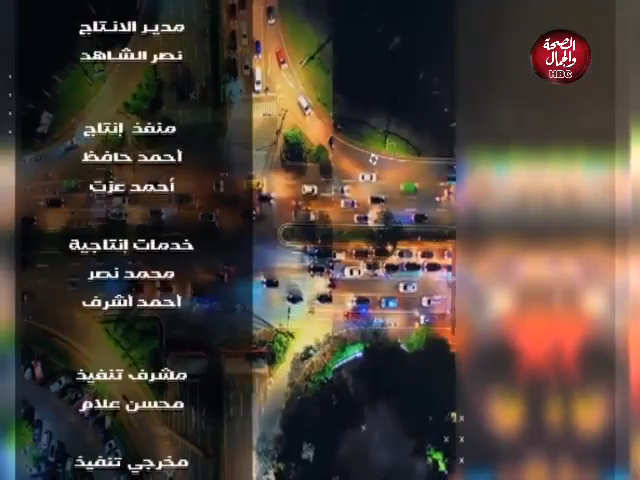 مدير الانتاج
نصر الشاهد
الصحة
والجمال
HBC
منفذ إنتاج
أحمد حافظ
أحمد عزت
خدمات إنتاجية
محمد نصر
أحمد أشرف
مشرف تنفيذ
محسن علام
مخرجي تنفيذ